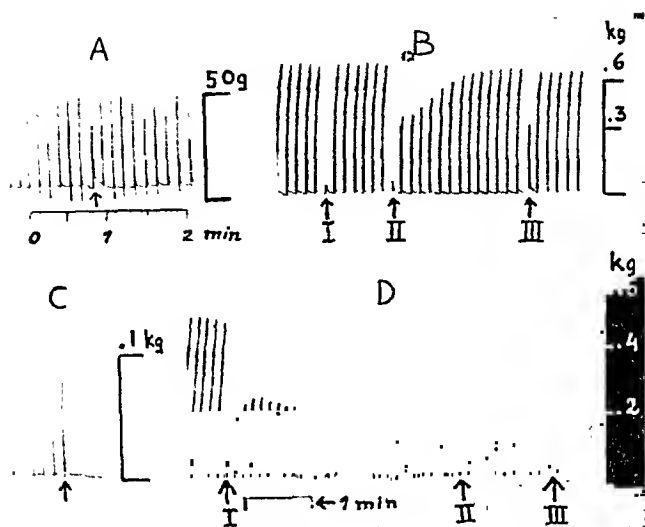 A
50g
0 1 2 min
B
kg
.6
.3
I II III
C
.1 kg
D
I ←1 min II III
kg
.4
.2